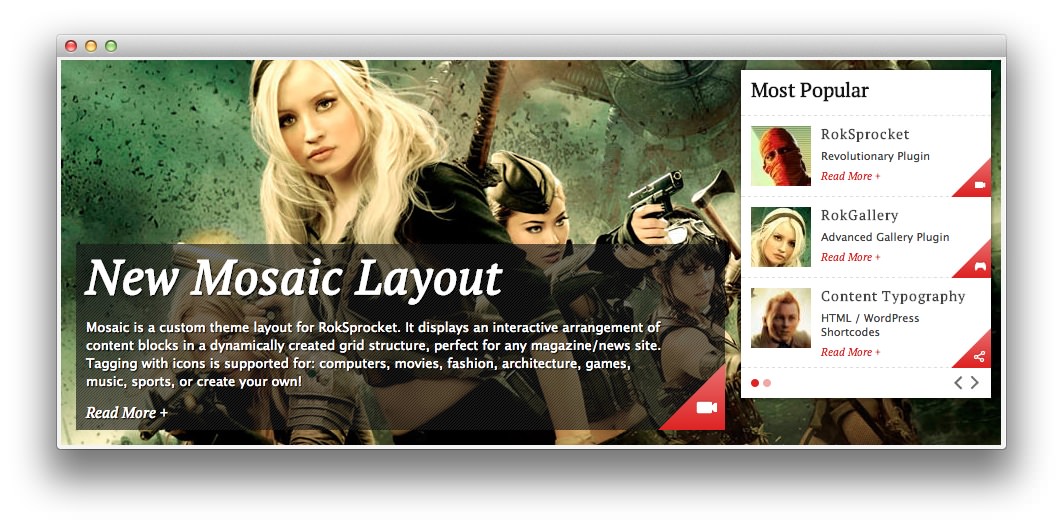 New Mosaic Layout
Mosaic is a custom theme layout for RokSprocket. It displays an interactive arrangement of
content blocks in a dynamically created grid structure, perfect for any magazine/news site.
Tagging with icons is supported for: computers, movies, fashion, architecture, games,
music, sports, or create your own!
Read More +
Most Popular
RokSprocket
Revolutionary Plugin
Read More +
RokGallery
Advanced Gallery Plugin
Read More +
Content Typography
HTML / WordPress
Shortcodes
Read More +